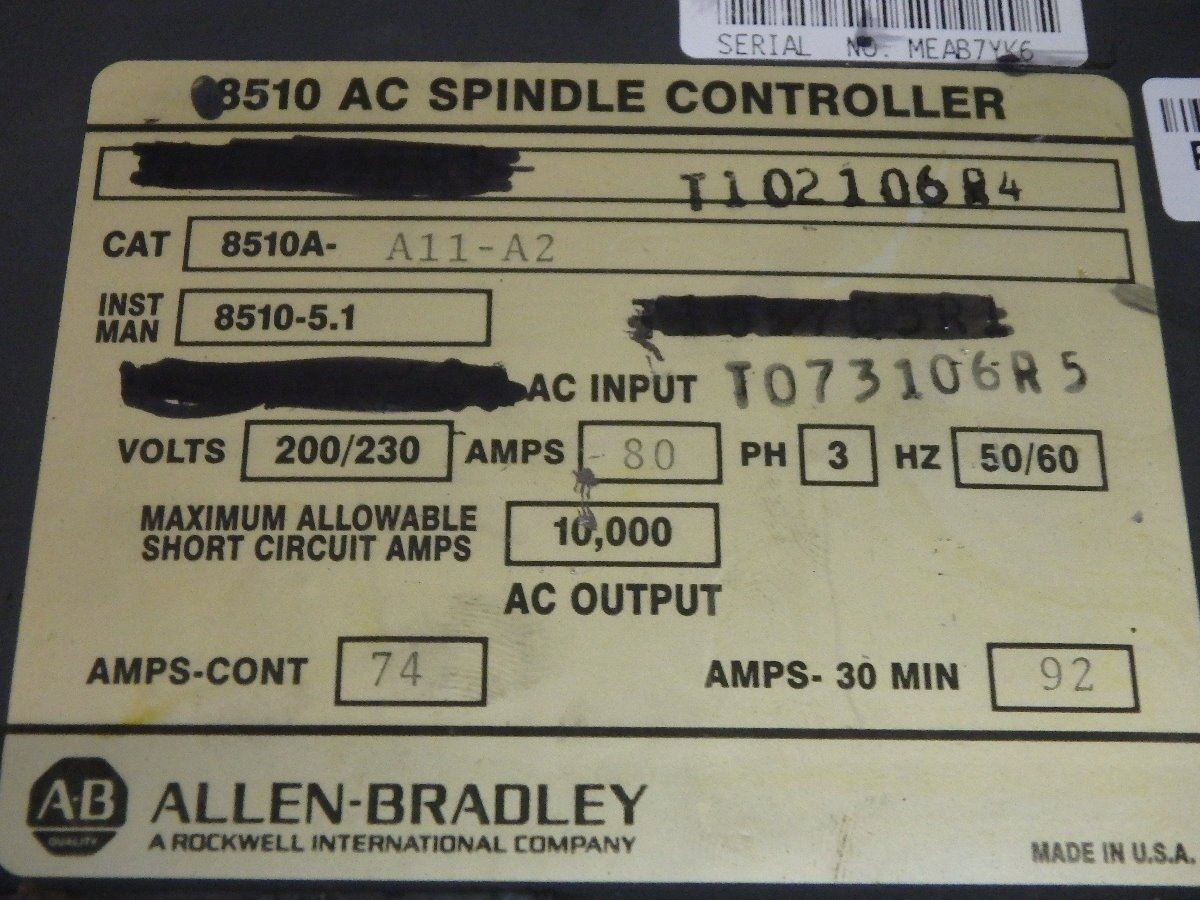 SERIAL NO. MEAB7YK6
8510 AC SPINDLE CONTROLLER
T102106R4
CAT 8510A- A11-A2
INST MAN 8510-5.1
AC INPUT T073106R5
VOLTS 200/230 AMPS 80 PH 3 HZ 50/60
MAXIMUM ALLOWABLE
SHORT CIRCUIT AMPS 10,000
AC OUTPUT
AMPS-CONT 74 AMPS- 30 MIN 92
A-B QUALITY
ALLEN-BRADLEY
A ROCKWELL INTERNATIONAL COMPANY
MADE IN U.S.A.